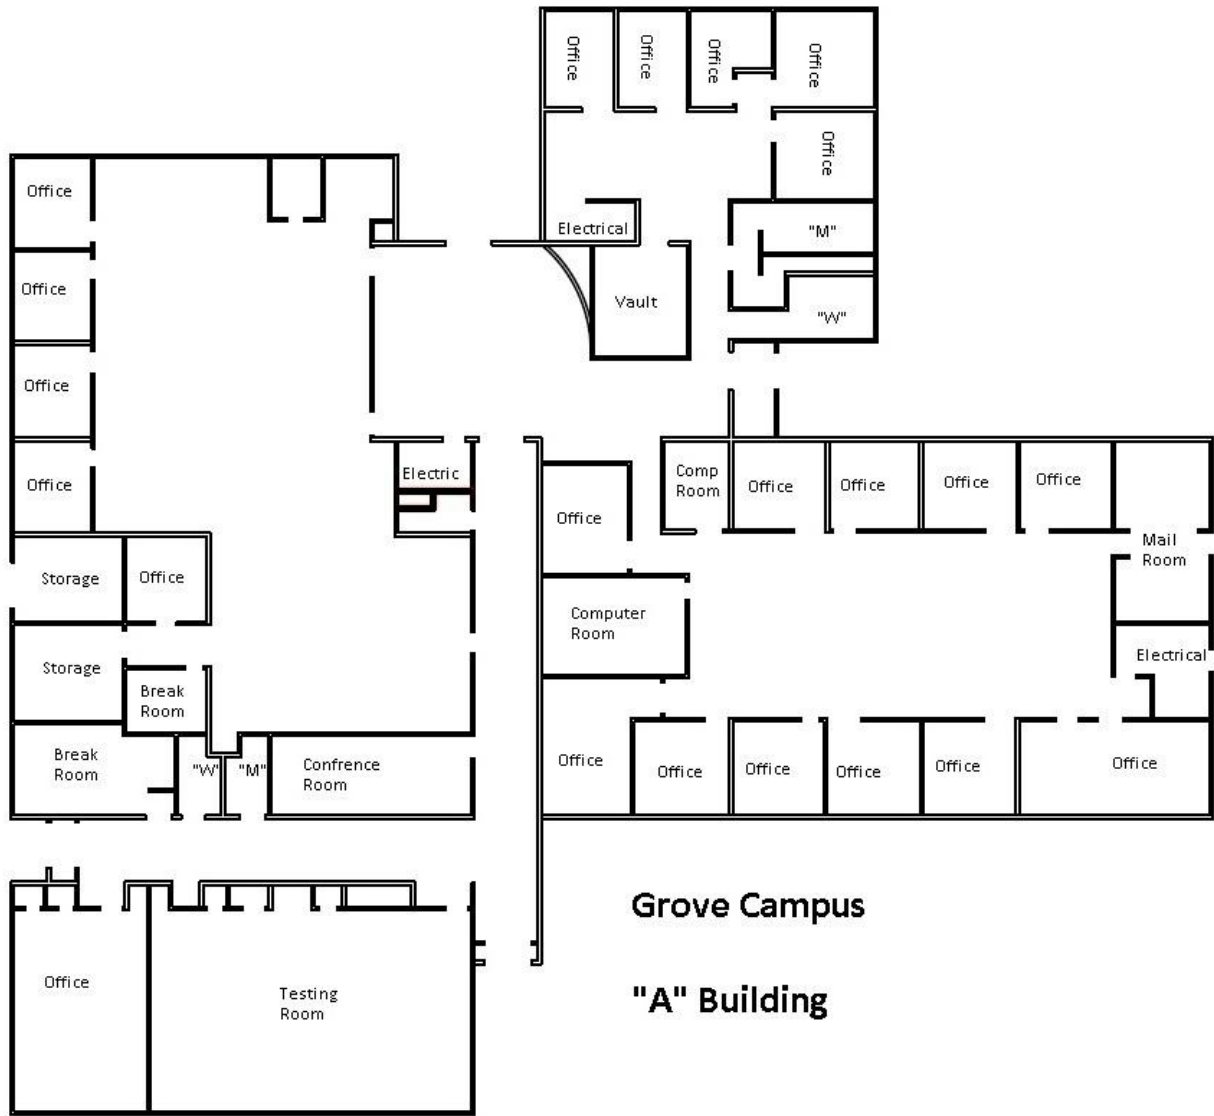 Office
Office
Office
Office
Office
Electrical
"M"
Vault
"W"
Office
Office
Office
Office
Storage
Office
Storage
Break
Room
Break
Room
"W"
"M"
Confrence
Room
Electric
Office
Computer
Room
Comp
Room
Office
Office
Office
Office
Mail
Room
Electrical
Office
Office
Office
Office
Office
Office
Office
Testing
Room
Grove Campus
"A" Building